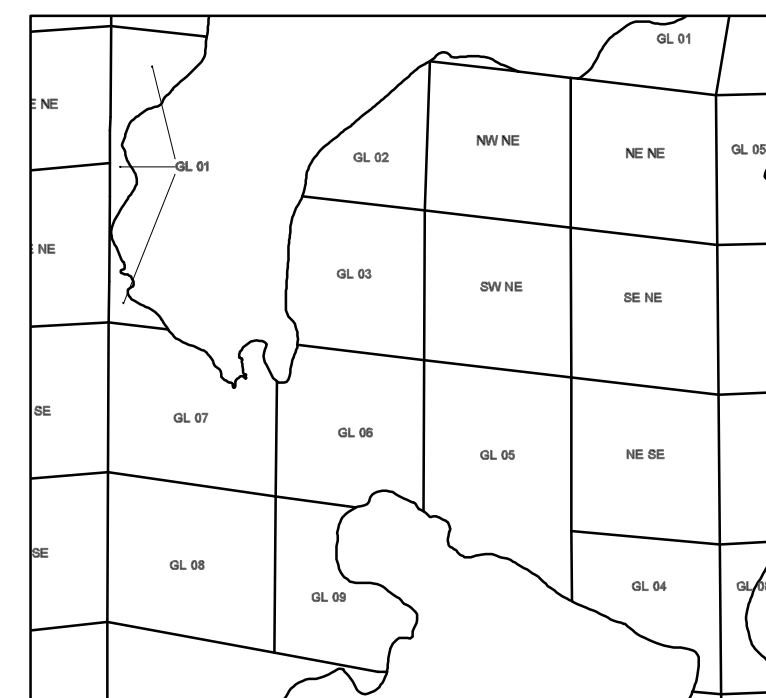 GL 01
E NE
NW NE
NE NE
GL 05
GL 02
GL 01
E NE
GL 03
SW NE
SE NE
SE
GL 07
GL 06
GL 05
NE SE
SE
GL 08
GL 09
GL 04